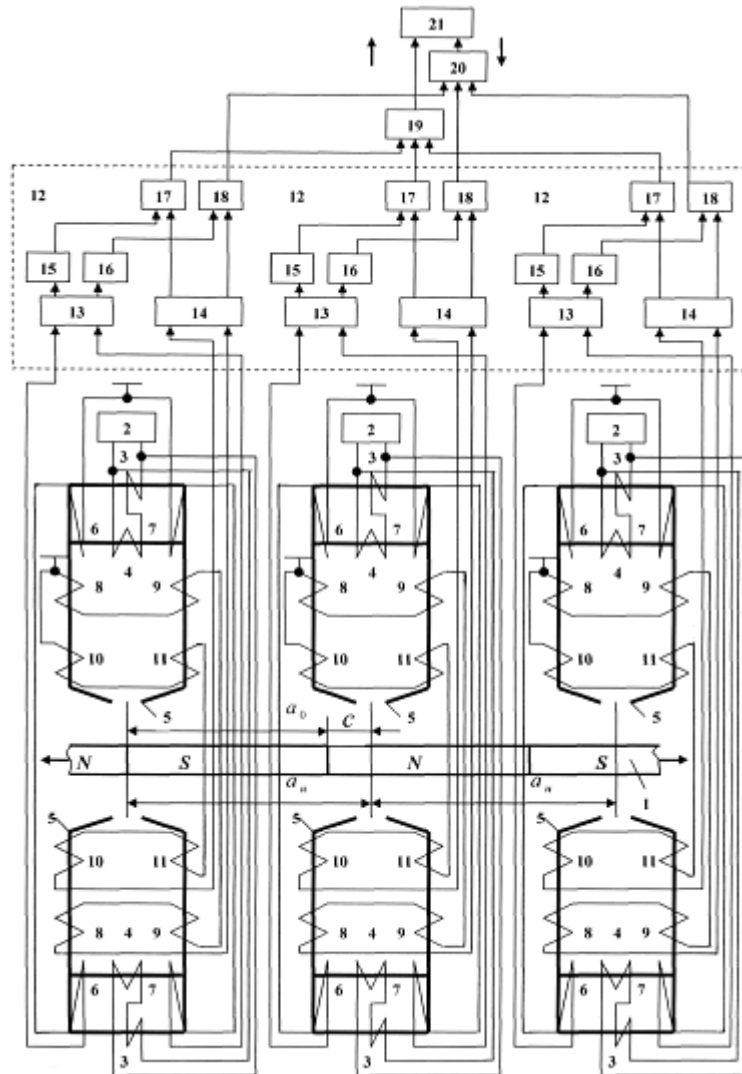 21
20
19
12 17 18 12 17 18 12 17 18
15 16 15 16 15 16
13 14 13 14 13 14
2 2 2
3 3 3
6 7 6 7 6 7
4 4 4
8 9 8 9 8 9
10 11 10 11 10 11
5 5 5
a₀ c
N S N S
aₙ aₙ
1
5 5 5
10 11 10 11 10 11
8 4 9 8 4 9 8 4 9
6 7 6 7 6 7
3 3 3